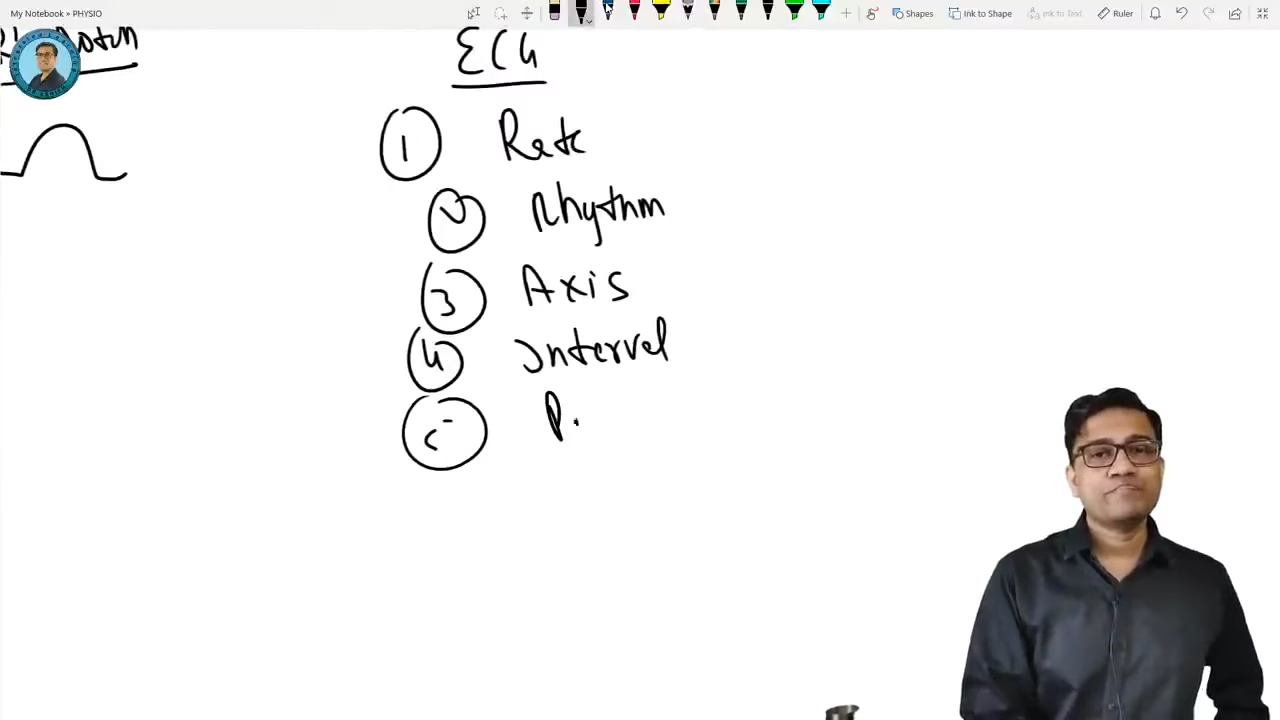 My Notebook » PHYSIO
Shapes
Ink to Shape
Ink to Text
Ruler
ECG
1 Rate
2 Rhythm
3 Axis
4 Interval
5 P.